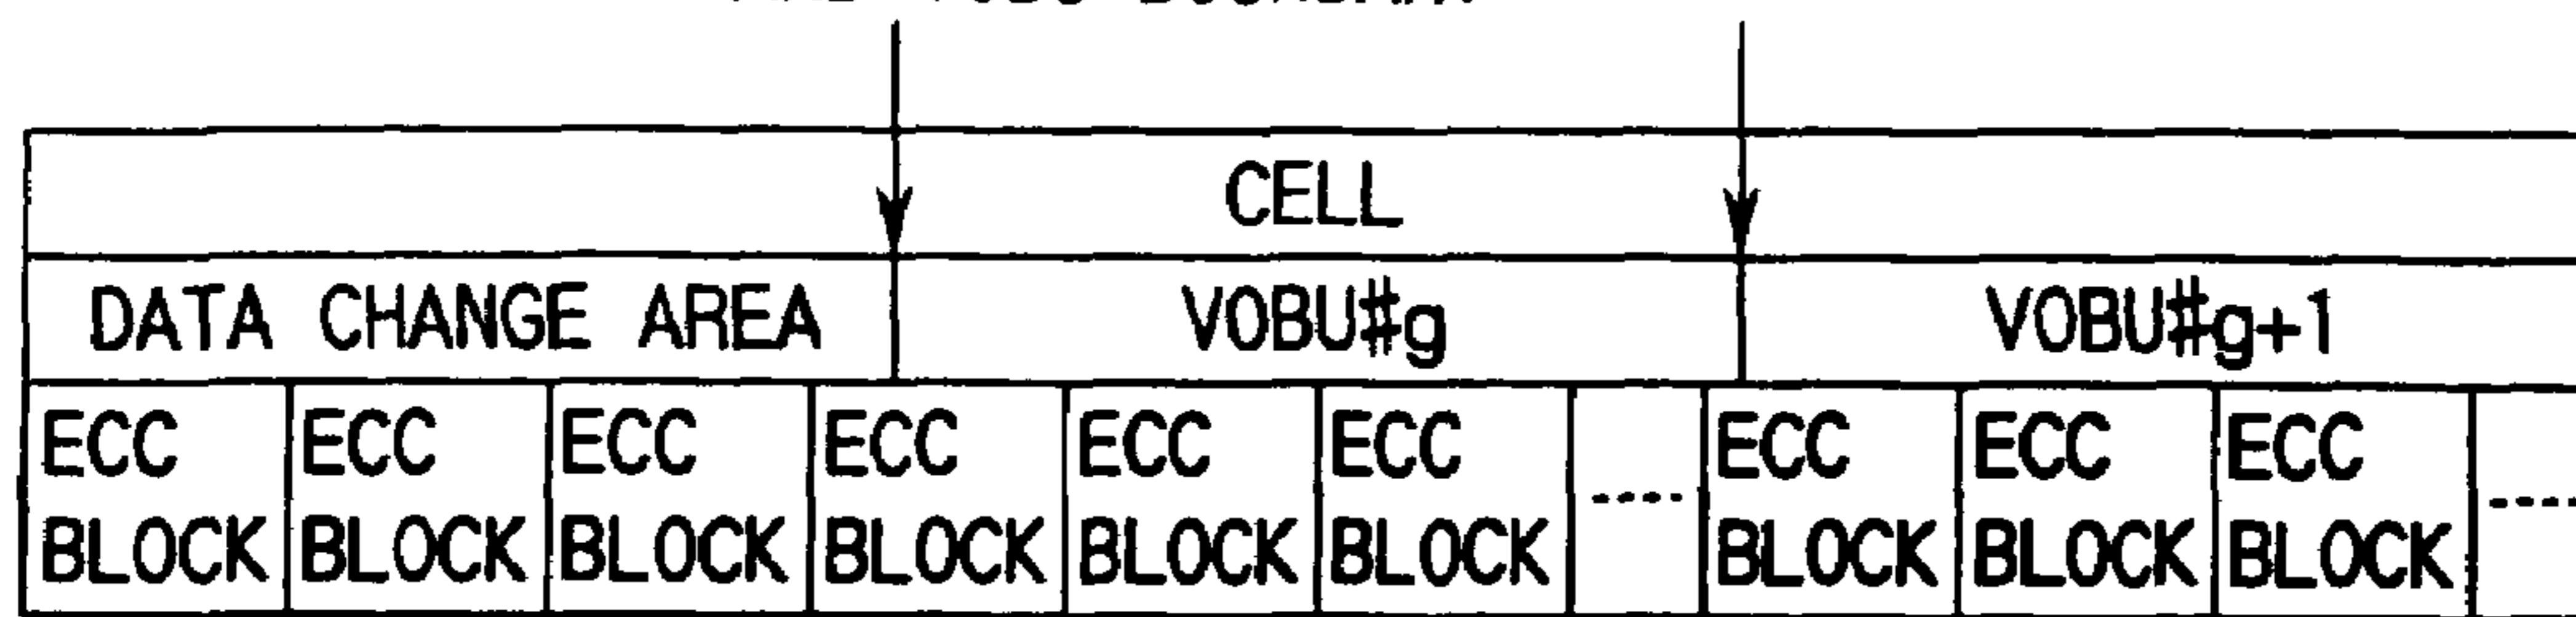 CELL
DATA CHANGE AREA VOBU#g VOBU#g+1
ECC ECC ECC ECC ECC ECC ECC ECC ECC
BLOCK BLOCK BLOCK BLOCK BLOCK BLOCK ..... BLOCK BLOCK BLOCK .....